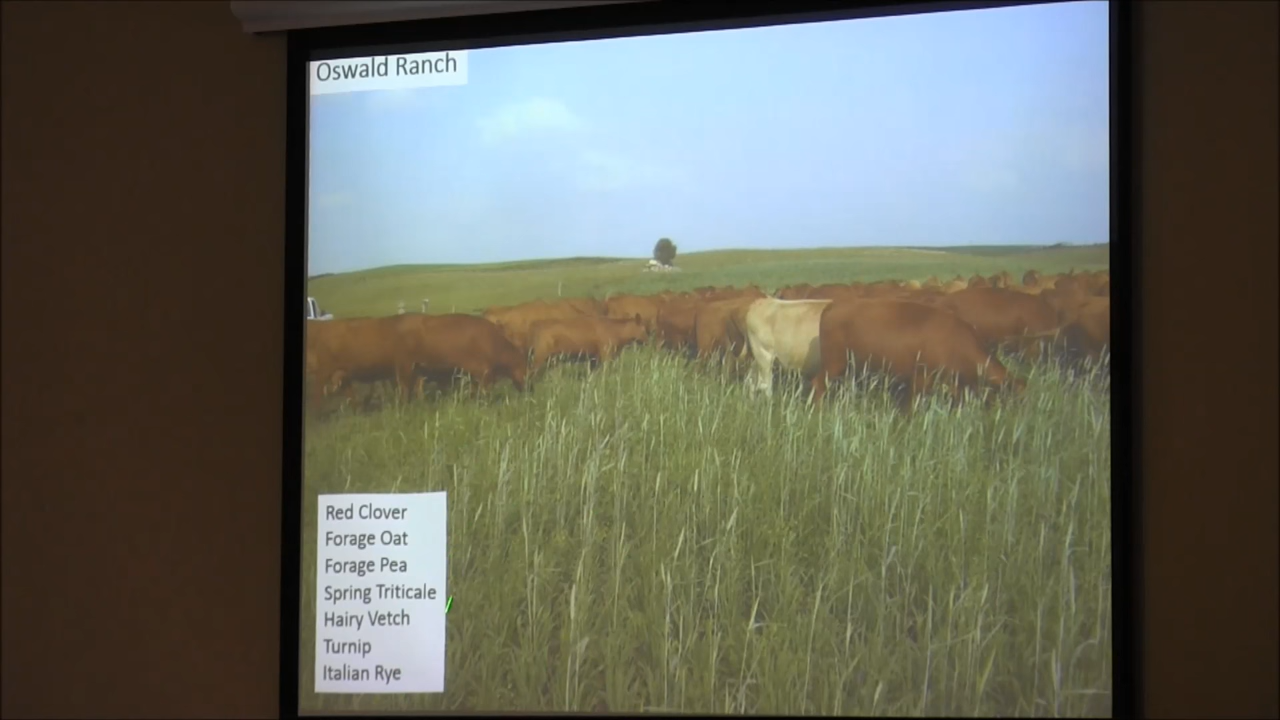 Oswald Ranch
Red Clover
Forage Oat
Forage Pea
Spring Triticale
Hairy Vetch
Turnip
Italian Rye